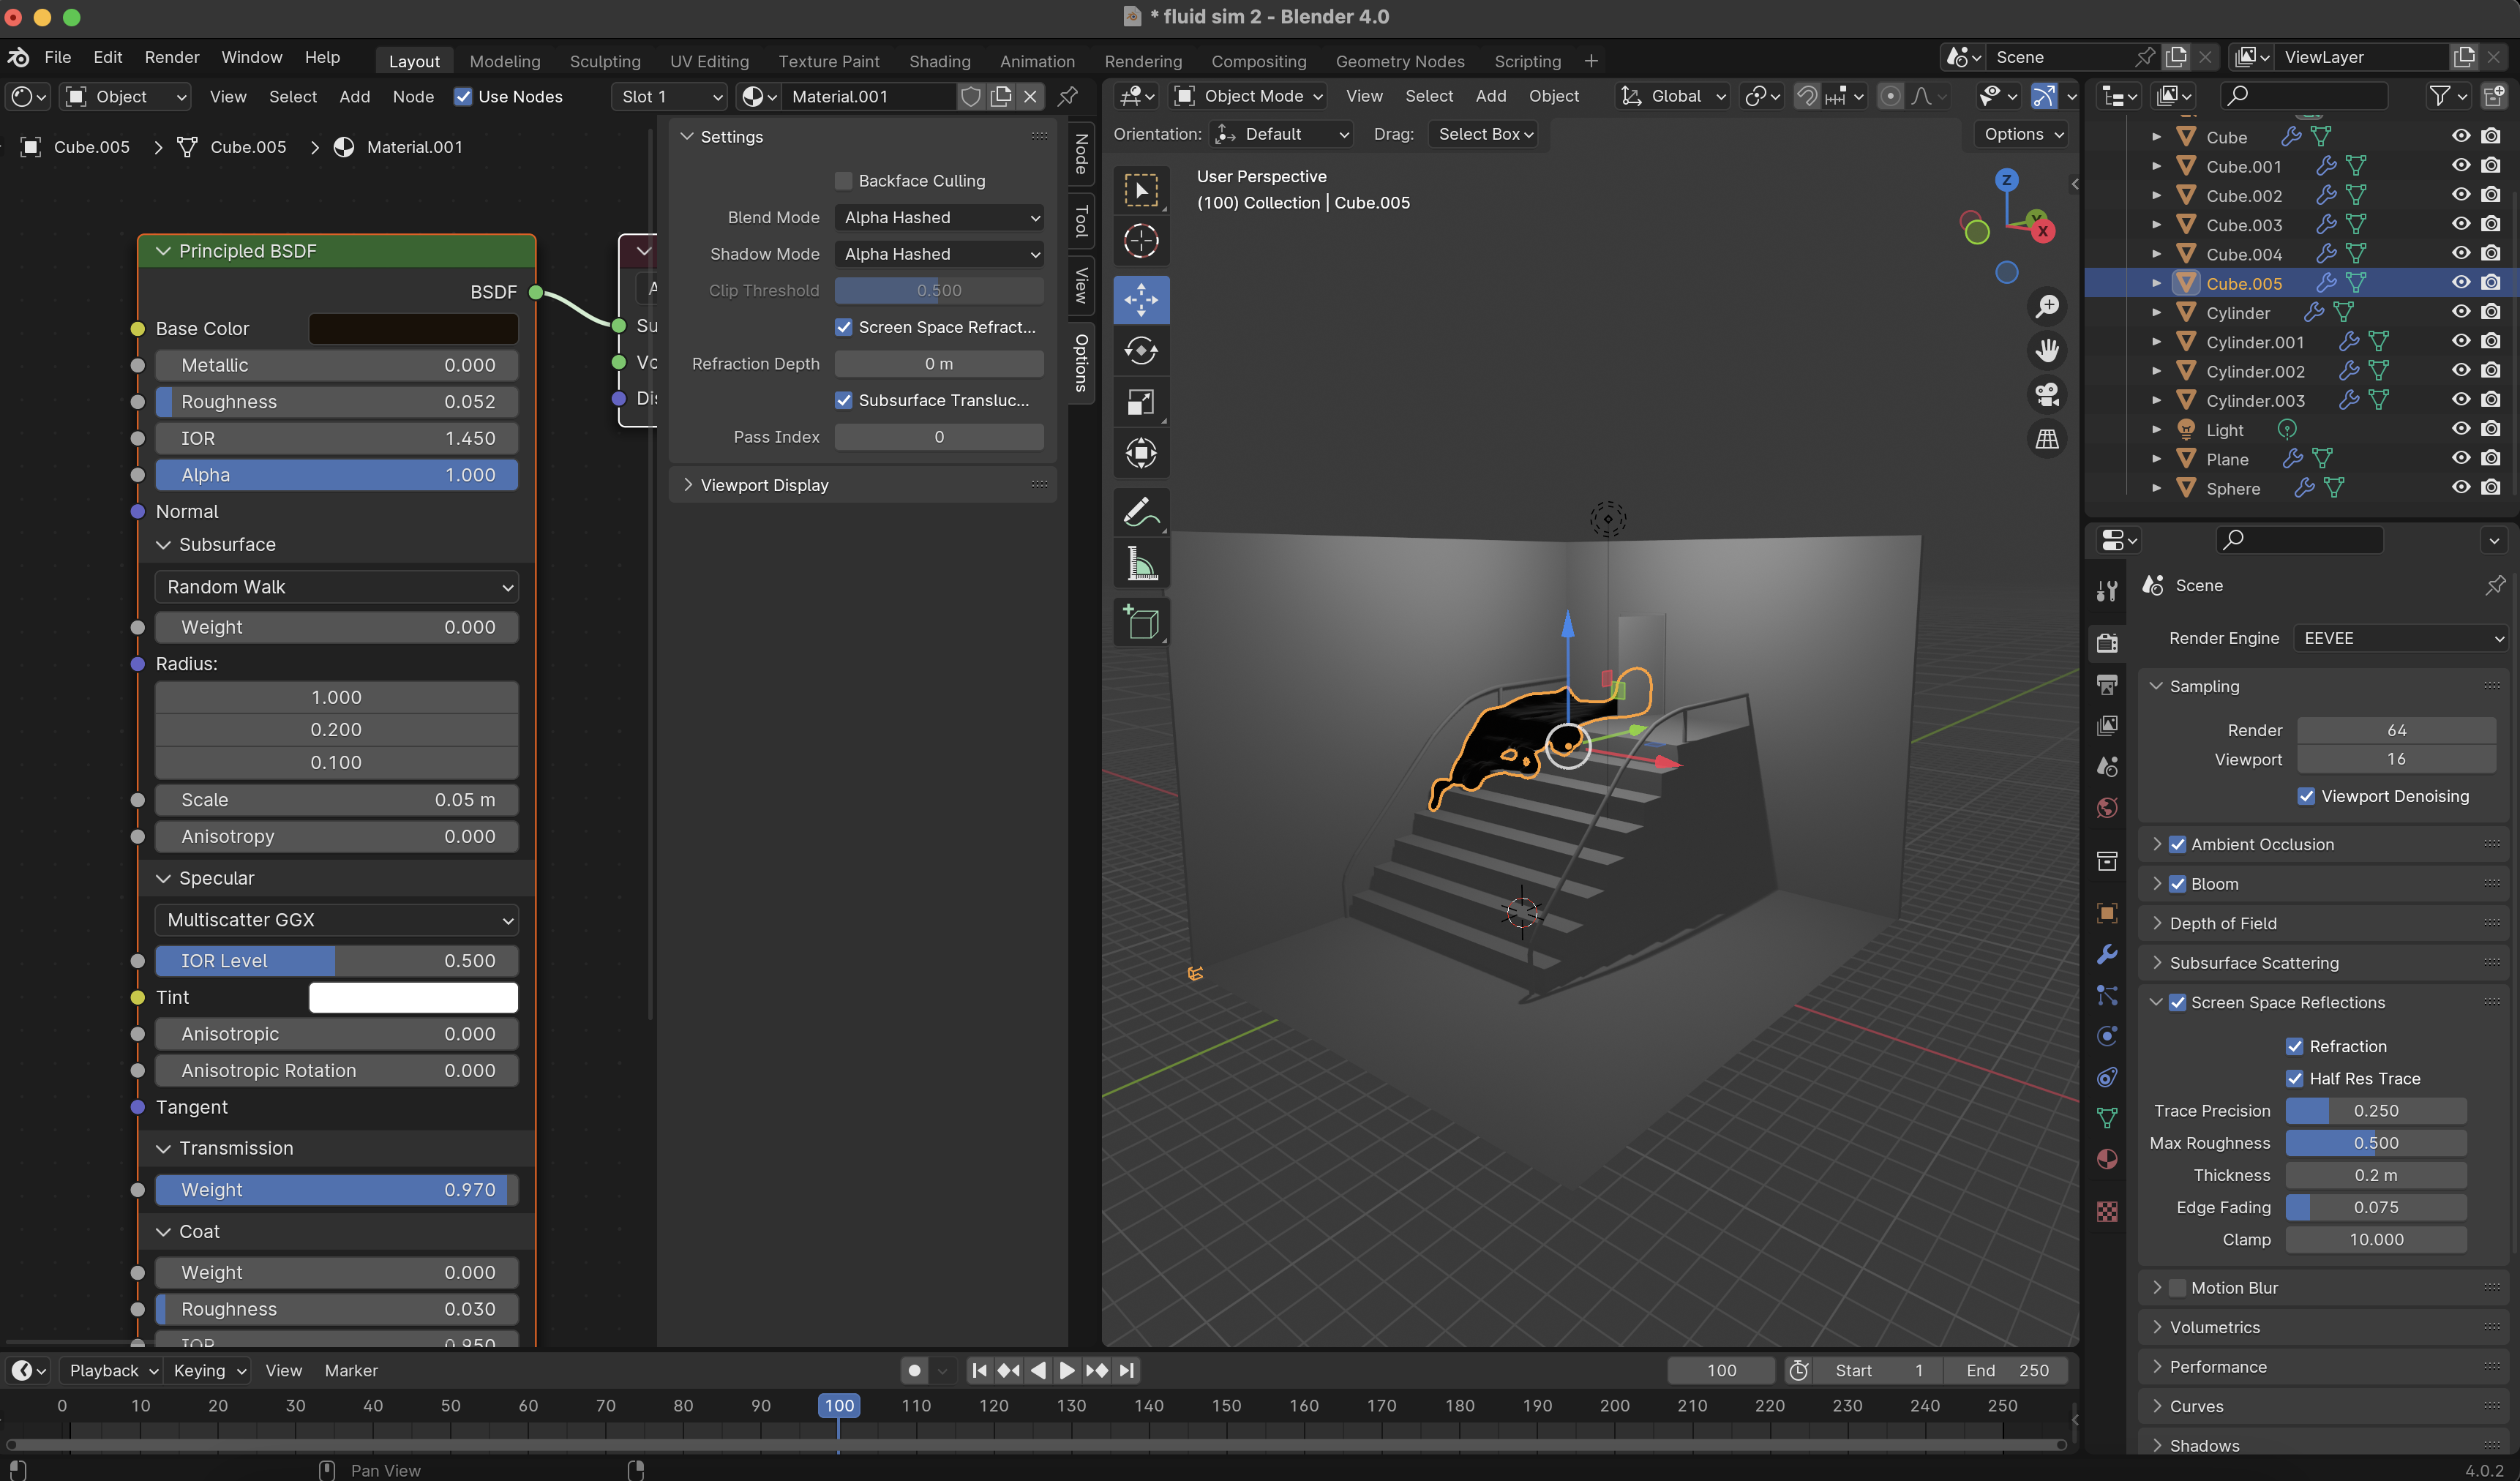 * fluid sim 2 - Blender 4.0
File Edit Render Window Help
Layout Modeling Sculpting UV Editing Texture Paint Shading Animation Rendering Compositing Geometry Nodes Scripting +
Scene
ViewLayer
Object View Select Add Node Use Nodes Slot 1 Material.001
Cube.005 > Cube.005 > Material.001
Principled BSDF
BSDF
Base Color
Metallic 0.000
Roughness 0.052
IOR 1.450
Alpha 1.000
Normal
Subsurface
Random Walk
Weight 0.000
Radius:
1.000
0.200
0.100
Scale 0.05 m
Anisotropy 0.000
Specular
Multiscatter GGX
IOR Level 0.500
Tint
Anisotropic 0.000
Anisotropic Rotation 0.000
Tangent
Transmission
Weight 0.970
Coat
Weight 0.000
Roughness 0.030
A
Su
Vo
Dis
Settings
Backface Culling
Blend Mode Alpha Hashed
Shadow Mode Alpha Hashed
Clip Threshold 0.500
Screen Space Refract...
Refraction Depth 0 m
Subsurface Transluc...
Pass Index 0
Viewport Display
Node
Tool
View
Options
Object Mode View Select Add Object Global
Orientation: Default Drag: Select Box Options
User Perspective
(100) Collection | Cube.005
Z
Y
X
Cube
Cube.001
Cube.002
Cube.003
Cube.004
Cube.005
Cylinder
Cylinder.001
Cylinder.002
Cylinder.003
Light
Plane
Sphere
Scene
Render Engine EEVEE
Sampling
Render 64
Viewport 16
Viewport Denoising
Ambient Occlusion
Bloom
Depth of Field
Subsurface Scattering
Screen Space Reflections
Refraction
Half Res Trace
Trace Precision 0.250
Max Roughness 0.500
Thickness 0.2 m
Edge Fading 0.075
Clamp 10.000
Motion Blur
Volumetrics
Performance
Curves
Shadows
Playback Keying View Marker 100 Start 1 End 250
0 10 20 30 40 50 60 70 80 90 100 110 120 130 140 150 160 170 180 190 200 210 220 230 240 250
Pan View
4.0.2